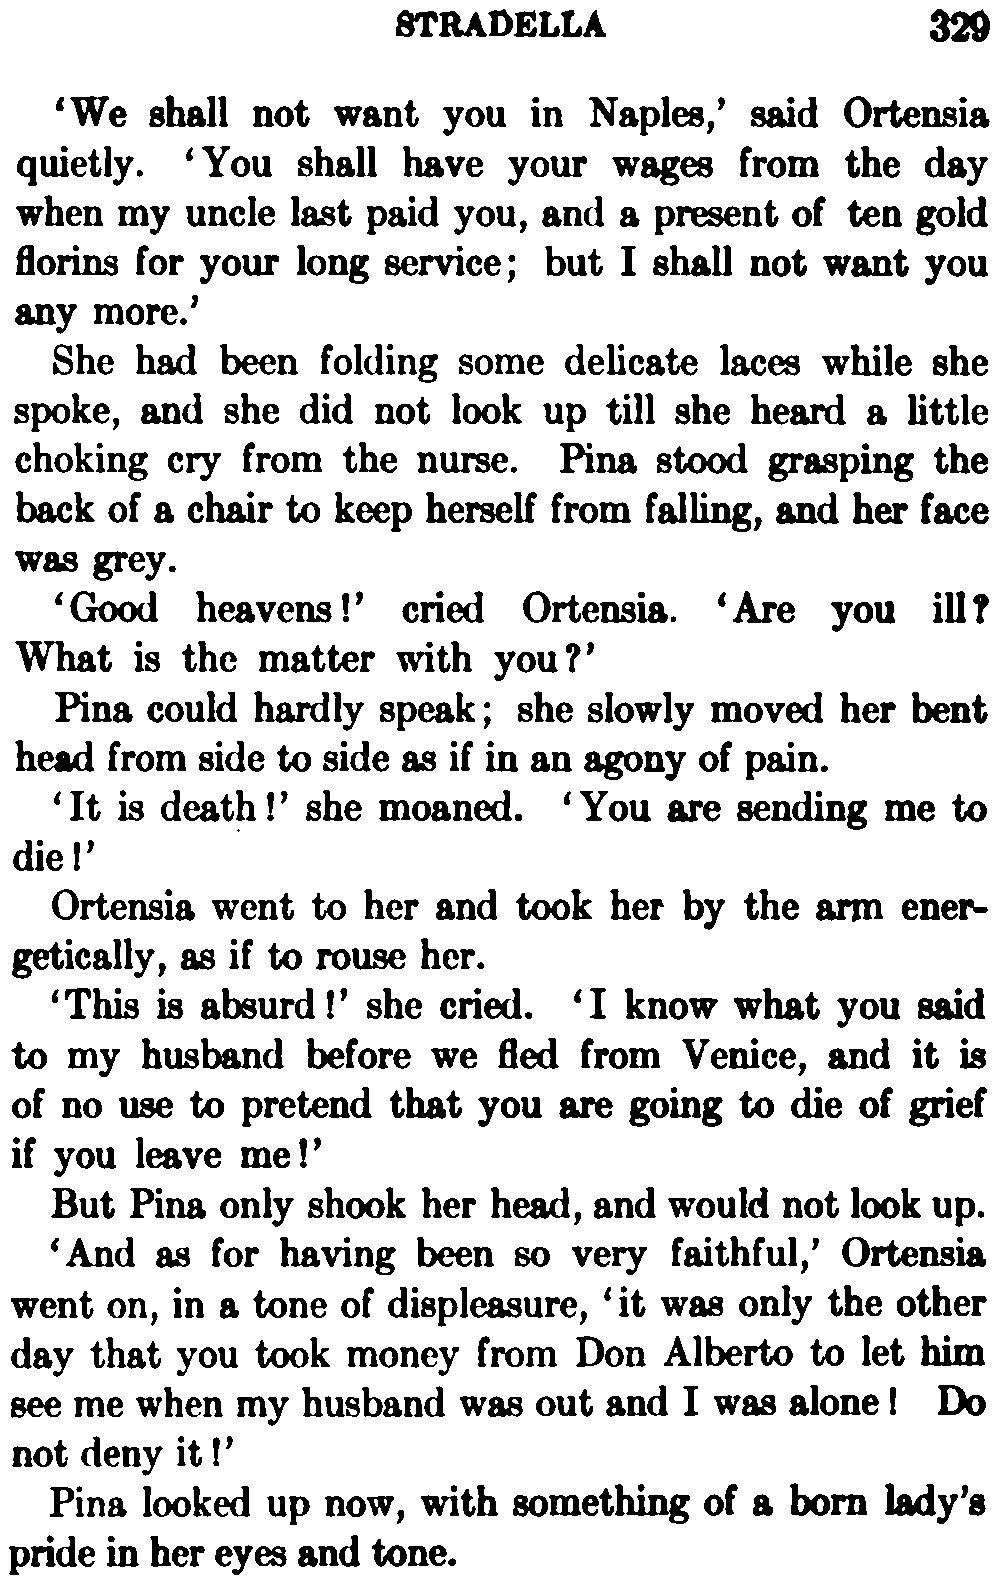 STRADELLA 329
‘We shall not want you in Naples,’ said Ortensia
quietly. ‘You shall have your wages from the day
when my uncle last paid you, and a present of ten gold
florins for your long service; but I shall not want you
any more.’
She had been folding some delicate laces while she
spoke, and she did not look up till she heard a little
choking cry from the nurse. Pina stood grasping the
back of a chair to keep herself from falling, and her face
was grey.
‘Good heavens!’ cried Ortensia. ‘Are you ill?
What is the matter with you?’
Pina could hardly speak; she slowly moved her bent
head from side to side as if in an agony of pain.
‘It is death!’ she moaned. ‘You are sending me to
die!’
Ortensia went to her and took her by the arm ener-
getically, as if to rouse her.
‘This is absurd!’ she cried. ‘I know what you said
to my husband before we fled from Venice, and it is
of no use to pretend that you are going to die of grief
if you leave me!’
But Pina only shook her head, and would not look up.
‘And as for having been so very faithful,’ Ortensia
went on, in a tone of displeasure, ‘it was only the other
day that you took money from Don Alberto to let him
see me when my husband was out and I was alone! Do
not deny it!’
Pina looked up now, with something of a born lady’s
pride in her eyes and tone.